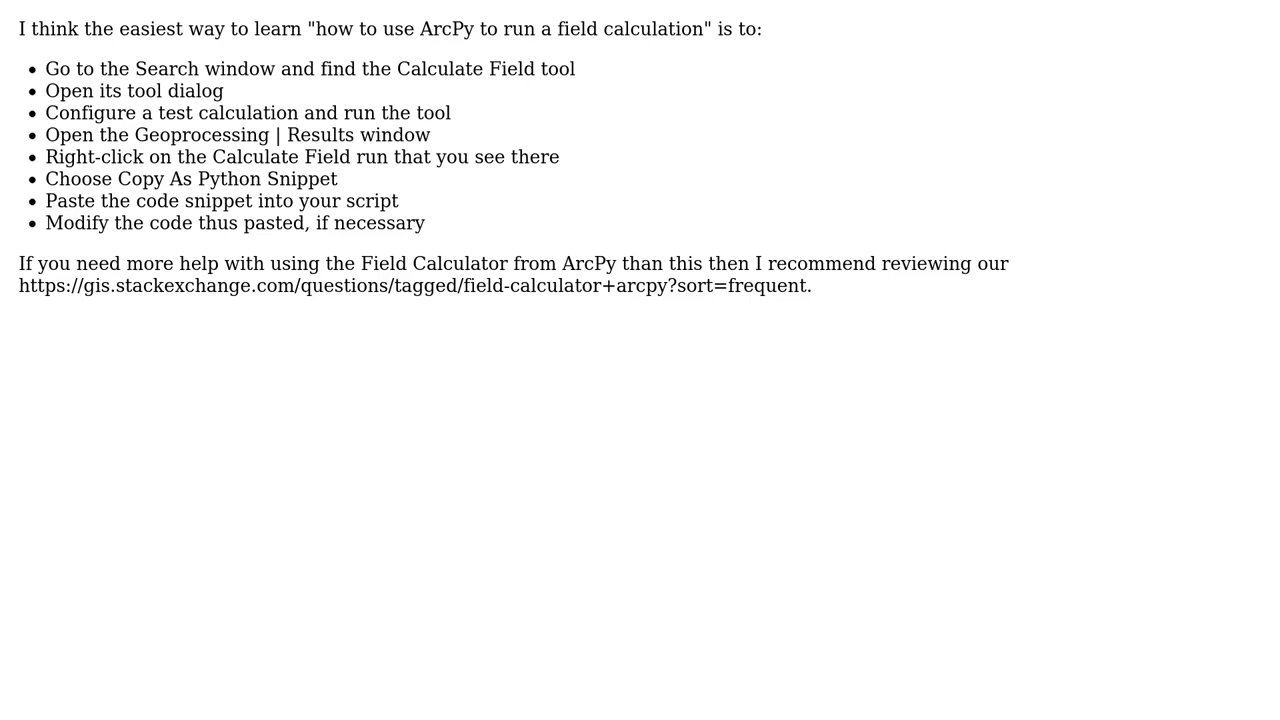 I think the easiest way to learn "how to use ArcPy to run a field calculation" is to:
• Go to the Search window and find the Calculate Field tool
• Open its tool dialog
• Configure a test calculation and run the tool
• Open the Geoprocessing | Results window
• Right-click on the Calculate Field run that you see there
• Choose Copy As Python Snippet
• Paste the code snippet into your script
• Modify the code thus pasted, if necessary
If you need more help with using the Field Calculator from ArcPy than this then I recommend reviewing our
https://gis.stackexchange.com/questions/tagged/field-calculator+arcpy?sort=frequent.